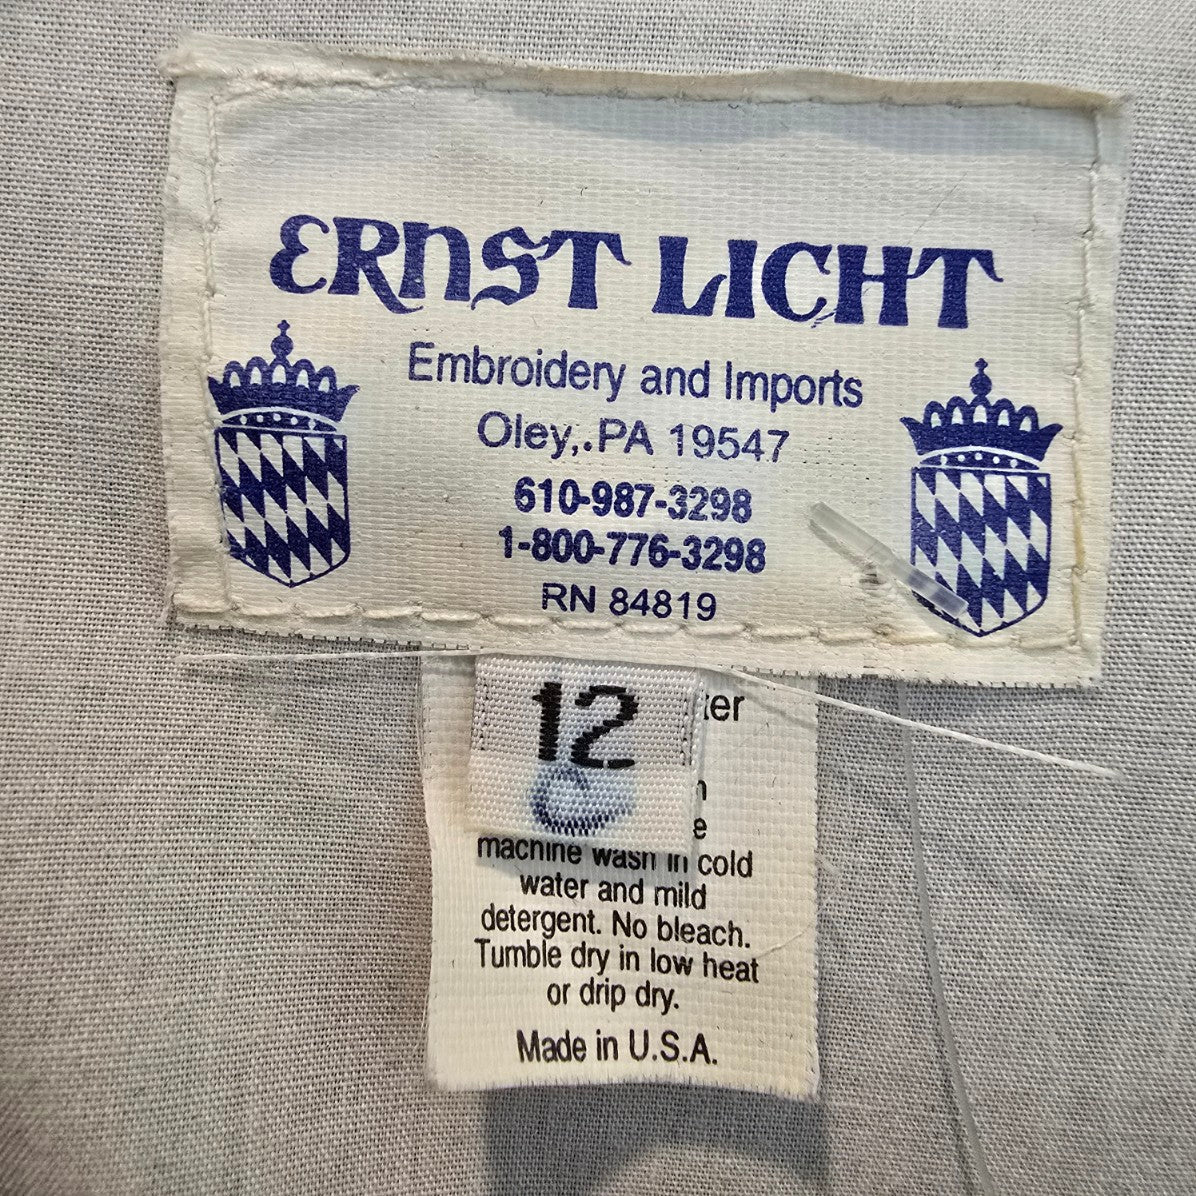 ERNST LICHT
Embroidery and Imports
Oley,.PA 19547
610-987-3298
1-800-776-3298
RN 84819
12
machine wash in cold
water and mild
detergent. No bleach.
Tumble dry in low heat
or drip dry.
Made in U.S.A.